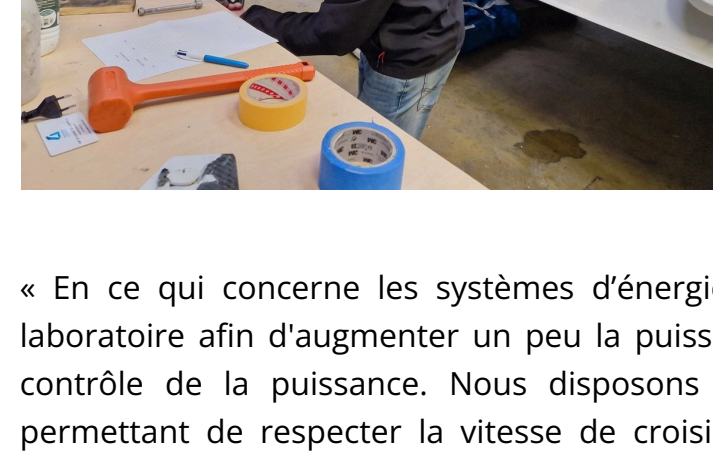 « En ce qui concerne les systèmes d’énergi
laboratoire afin d'augmenter un peu la puiss
contrôle de la puissance. Nous disposons
permettant de respecter la vitesse de croisi